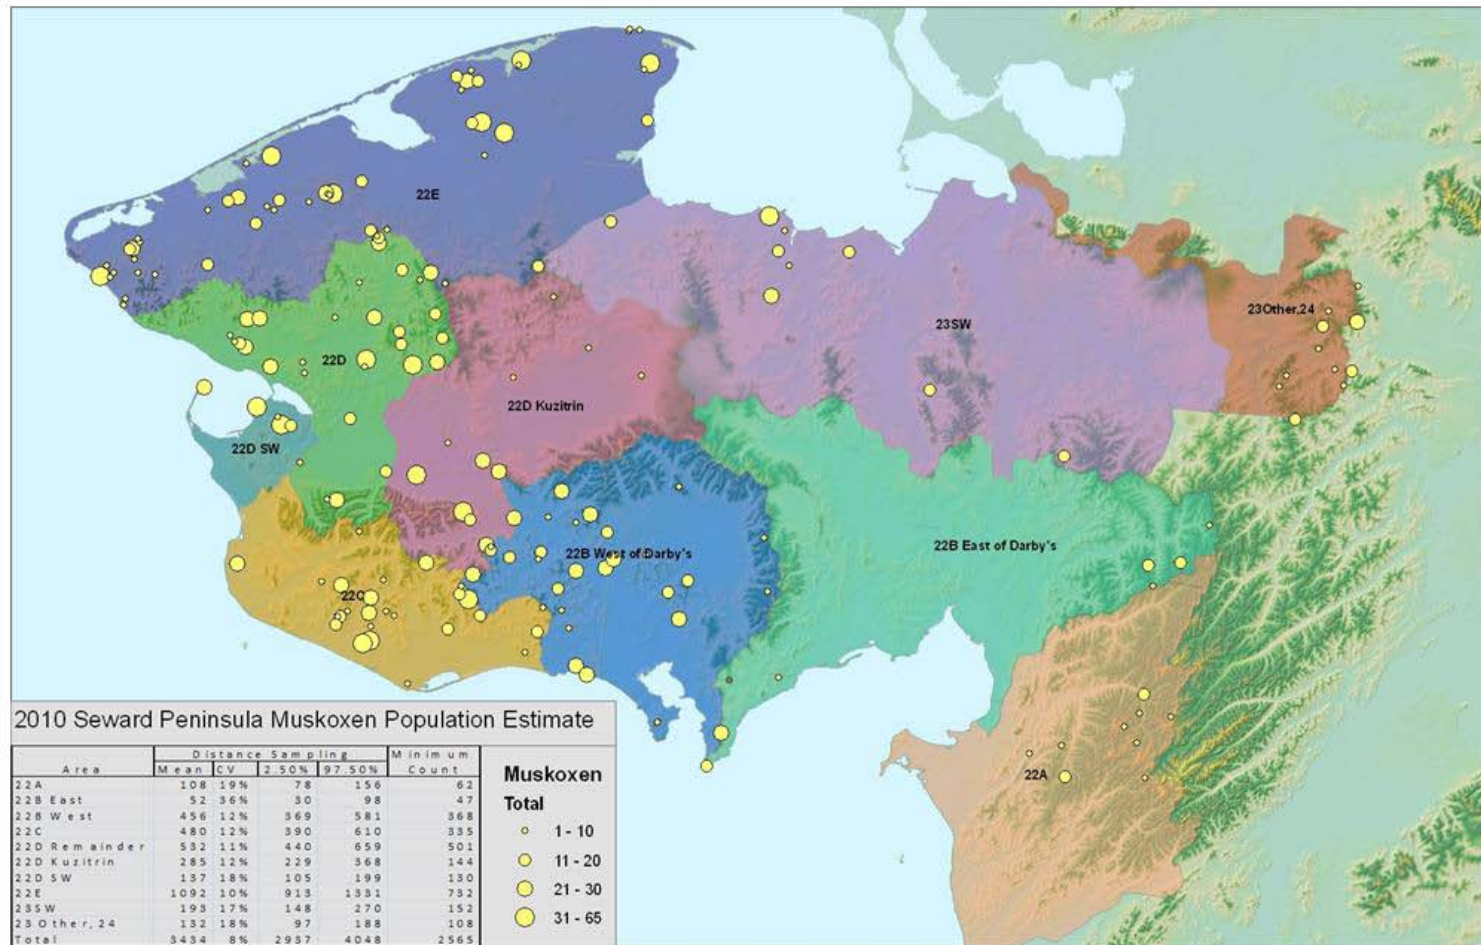 22E
23SW
23Other,24
22D
22D Kuzitrin
22D SW
22B West of Darby's
22B East of Darby's
22C
22A
2010 Seward Peninsula Muskoxen Population Estimate
Distance Sampling Minimum
Area Mean CV 2.50% 97.50% Count
22A 108 19% 78 156 62
22B East 52 36% 30 98 47
22B West 456 12% 369 581 368
22C 480 12% 390 610 335
22D Remainder 532 11% 440 659 501
22D Kuzitrin 285 12% 229 368 144
22D SW 137 18% 105 199 130
22E 1092 10% 913 1331 732
23SW 193 17% 148 270 152
23 Other, 24 132 18% 97 188 108
Total 3434 8% 2937 4048 2565
Muskoxen
Total
1 - 10
11 - 20
21 - 30
31 - 65